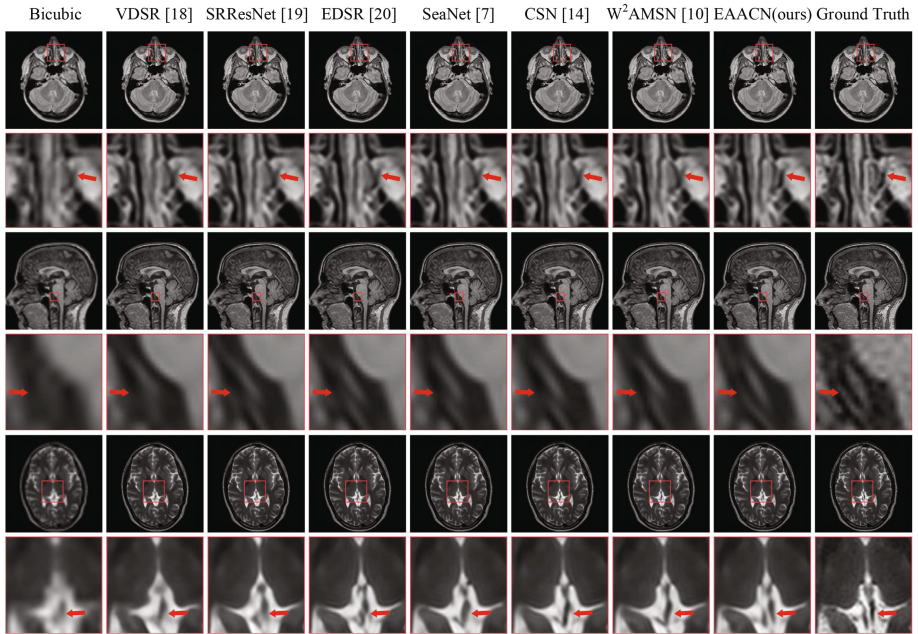 Bicubic VDSR [18] SRResNet [19] EDSR [20] SeaNet [7] CSN [14] W²AMSN [10] EAACN(ours) Ground Truth